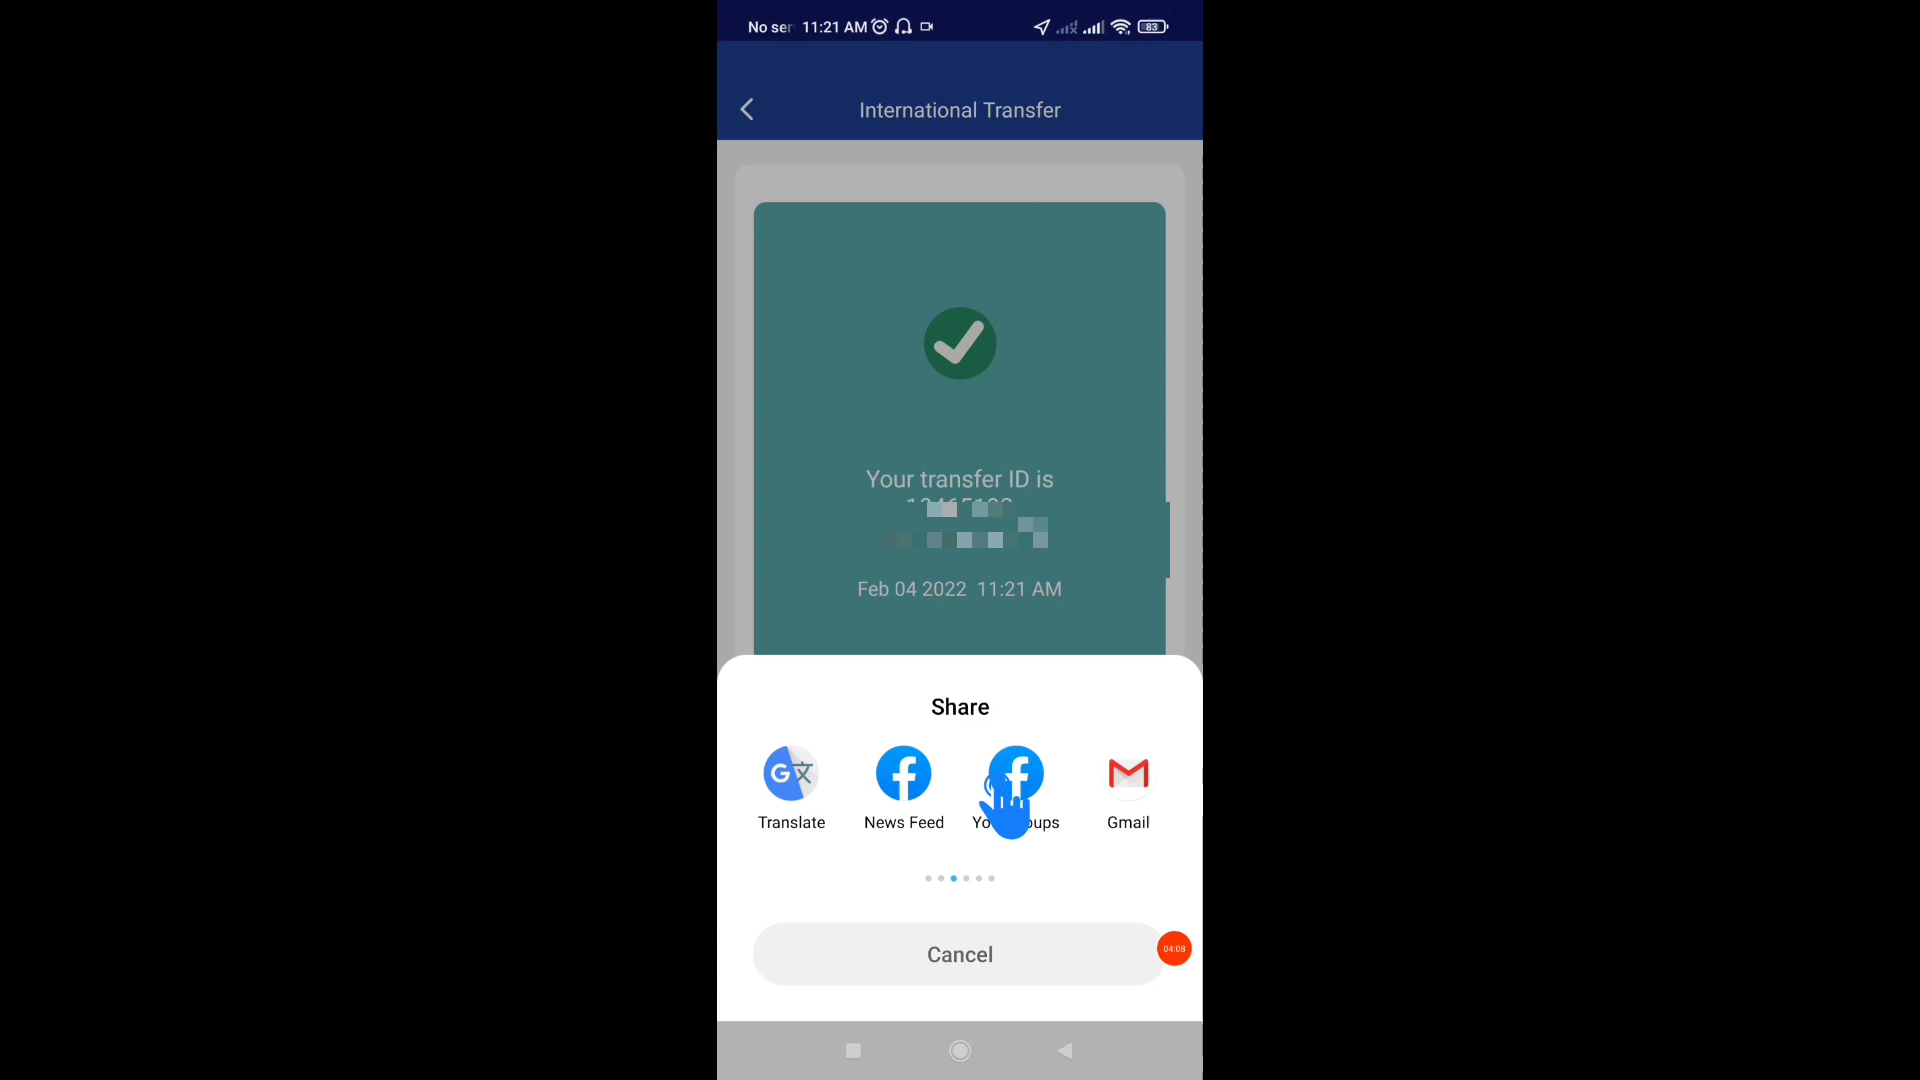 No ser 11:21 AM 83
International Transfer
Your transfer ID is
Feb 04 2022 11:21 AM
Share
Translate
News Feed
Gmail
Cancel
04:08